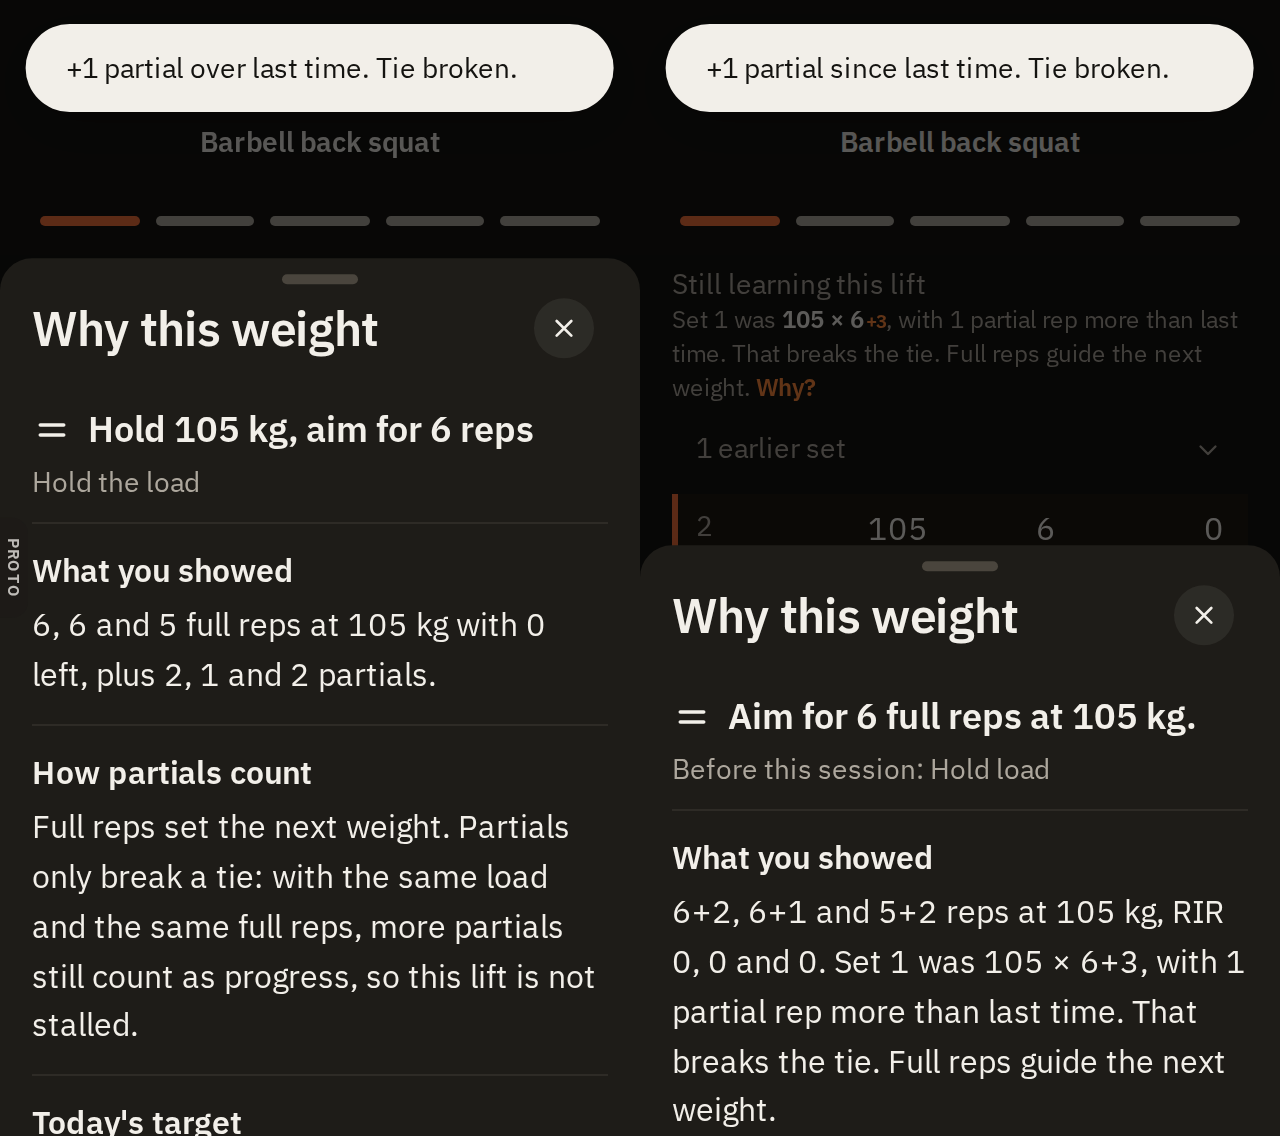 +1 partial over last time. Tie broken.
Barbell back squat
Why this weight
Hold 105 kg, aim for 6 reps
Hold the load
PROTO
What you showed
6, 6 and 5 full reps at 105 kg with 0
left, plus 2, 1 and 2 partials.
How partials count
Full reps set the next weight. Partials
only break a tie: with the same load
and the same full reps, more partials
still count as progress, so this lift is not
stalled.
Today's target
+1 partial since last time. Tie broken.
Barbell back squat
Still learning this lift
Set 1 was 105 × 6+3, with 1 partial rep more than last
time. That breaks the tie. Full reps guide the next
weight. Why?
1 earlier set
2 105 6 0
Why this weight
Aim for 6 full reps at 105 kg.
Before this session: Hold load
What you showed
6+2, 6+1 and 5+2 reps at 105 kg, RIR
0, 0 and 0. Set 1 was 105 × 6+3, with 1
partial rep more than last time. That
breaks the tie. Full reps guide the next
weight.